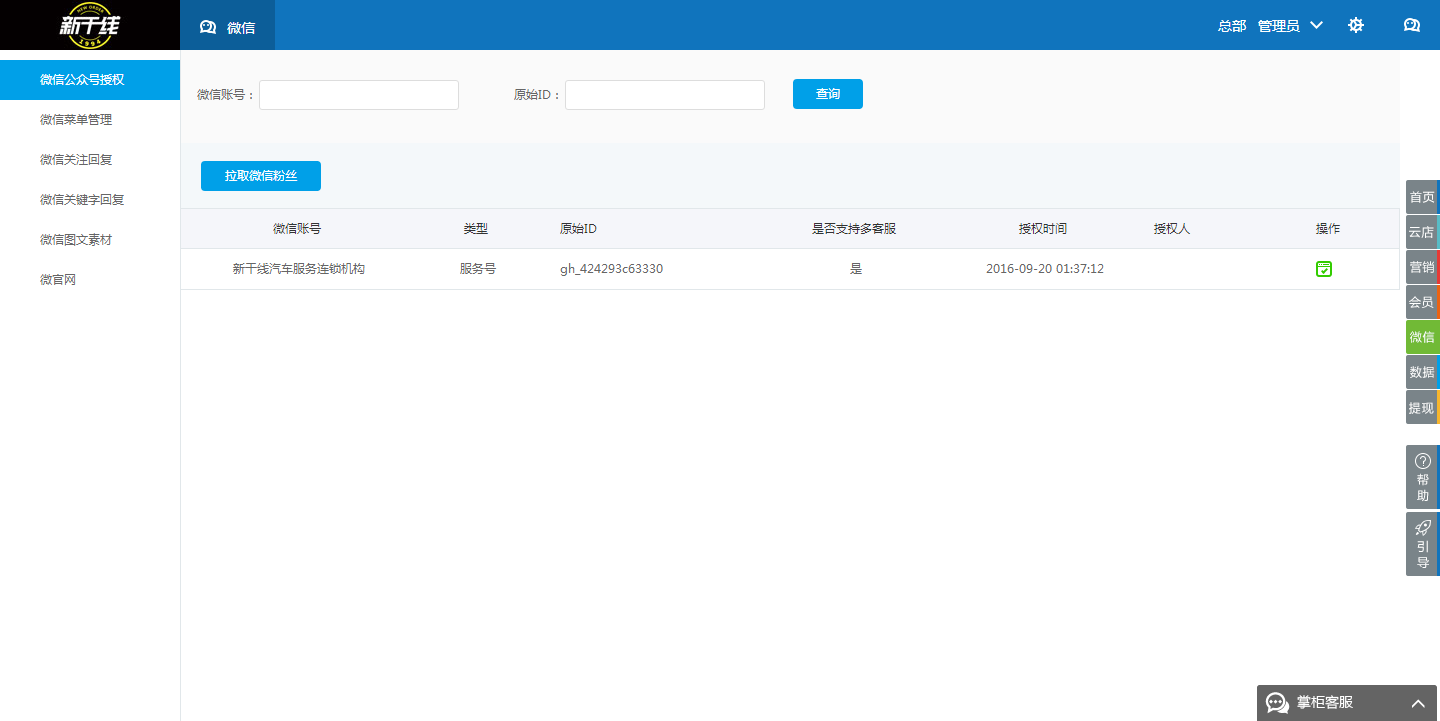 新干线
NEW ORDER
1994
微信
总部 管理员
微信公众号授权
微信菜单管理
微信关注回复
微信关键字回复
微信图文素材
微官网
微信账号：
原始ID：
查询
拉取微信粉丝
微信账号 类型 原始ID 是否支持多客服 授权时间 授权人 操作
新干线汽车服务连锁机构 服务号 gh_424293c63330 是 2016-09-20 01:37:12
首页
云店
营销
会员
微信
数据
提现
帮助
引导
掌柜客服